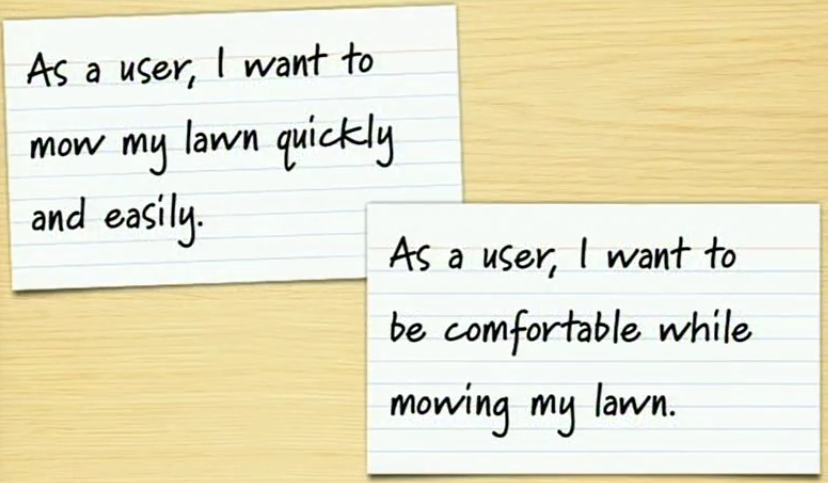 As a user, I want to
mow my lawn quickly
and easily.
As a user, I want to
be comfortable while
mowing my lawn.